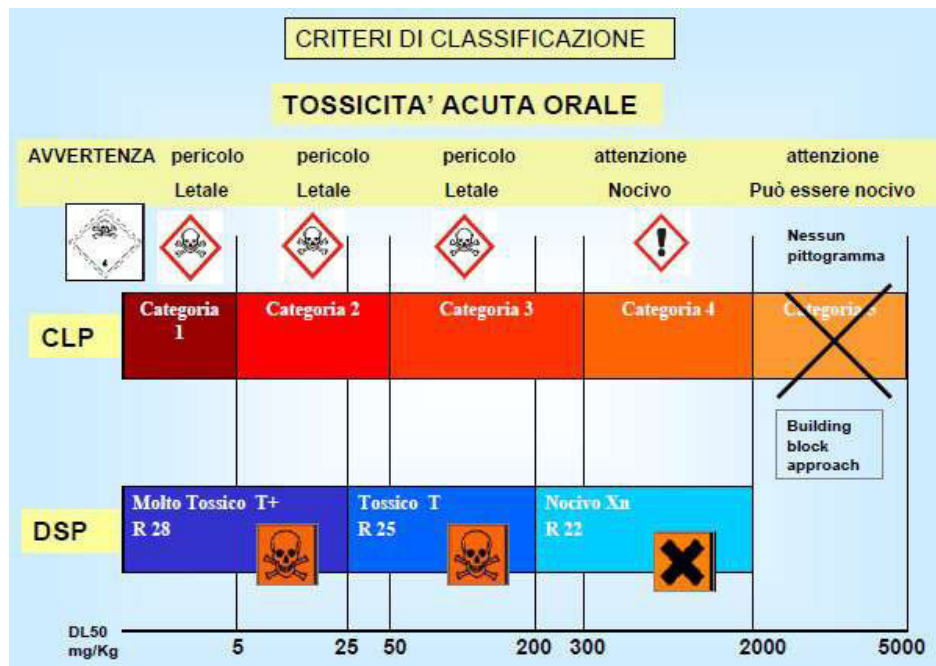 CRITERI DI CLASSIFICAZIONE
TOSSICITA' ACUTA ORALE
AVVERTENZA pericolo pericolo pericolo attenzione attenzione
Letale Letale Letale Nocivo Può essere nocivo
Nessun
pittogramma
CLP
Categoria
1
Categoria 2
Categoria 3
Categoria 4
Categoria 5
Building
block
approach
DSP
Molto Tossico T+
R 28
Tossico T
R 25
Nocivo Xn
R 22
DL50
mg/Kg
5 25 50 200 300 2000 5000